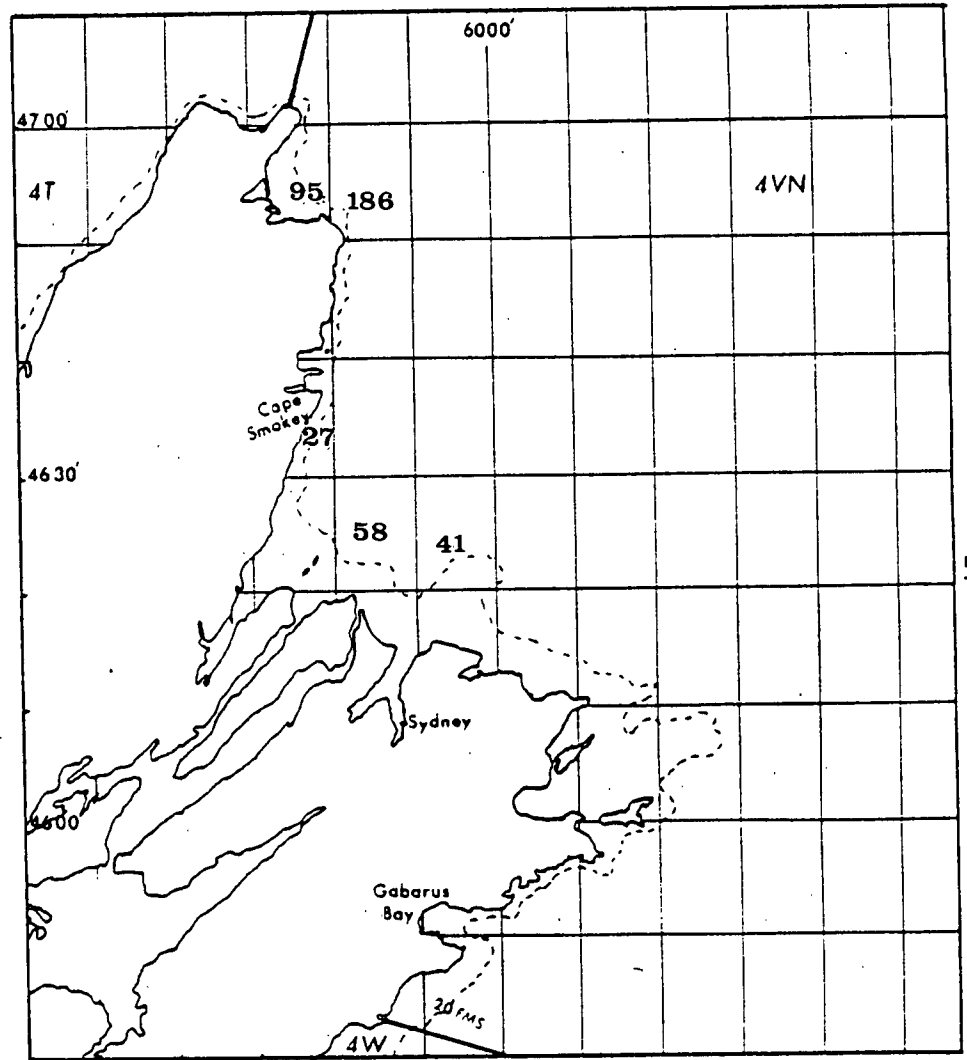 6000'
4700'
4T
95
186
4VN
Cape
Smokey
27
4630'
58
41
Sydney
4600'
Gabarus
Bay
20 FMS
4W